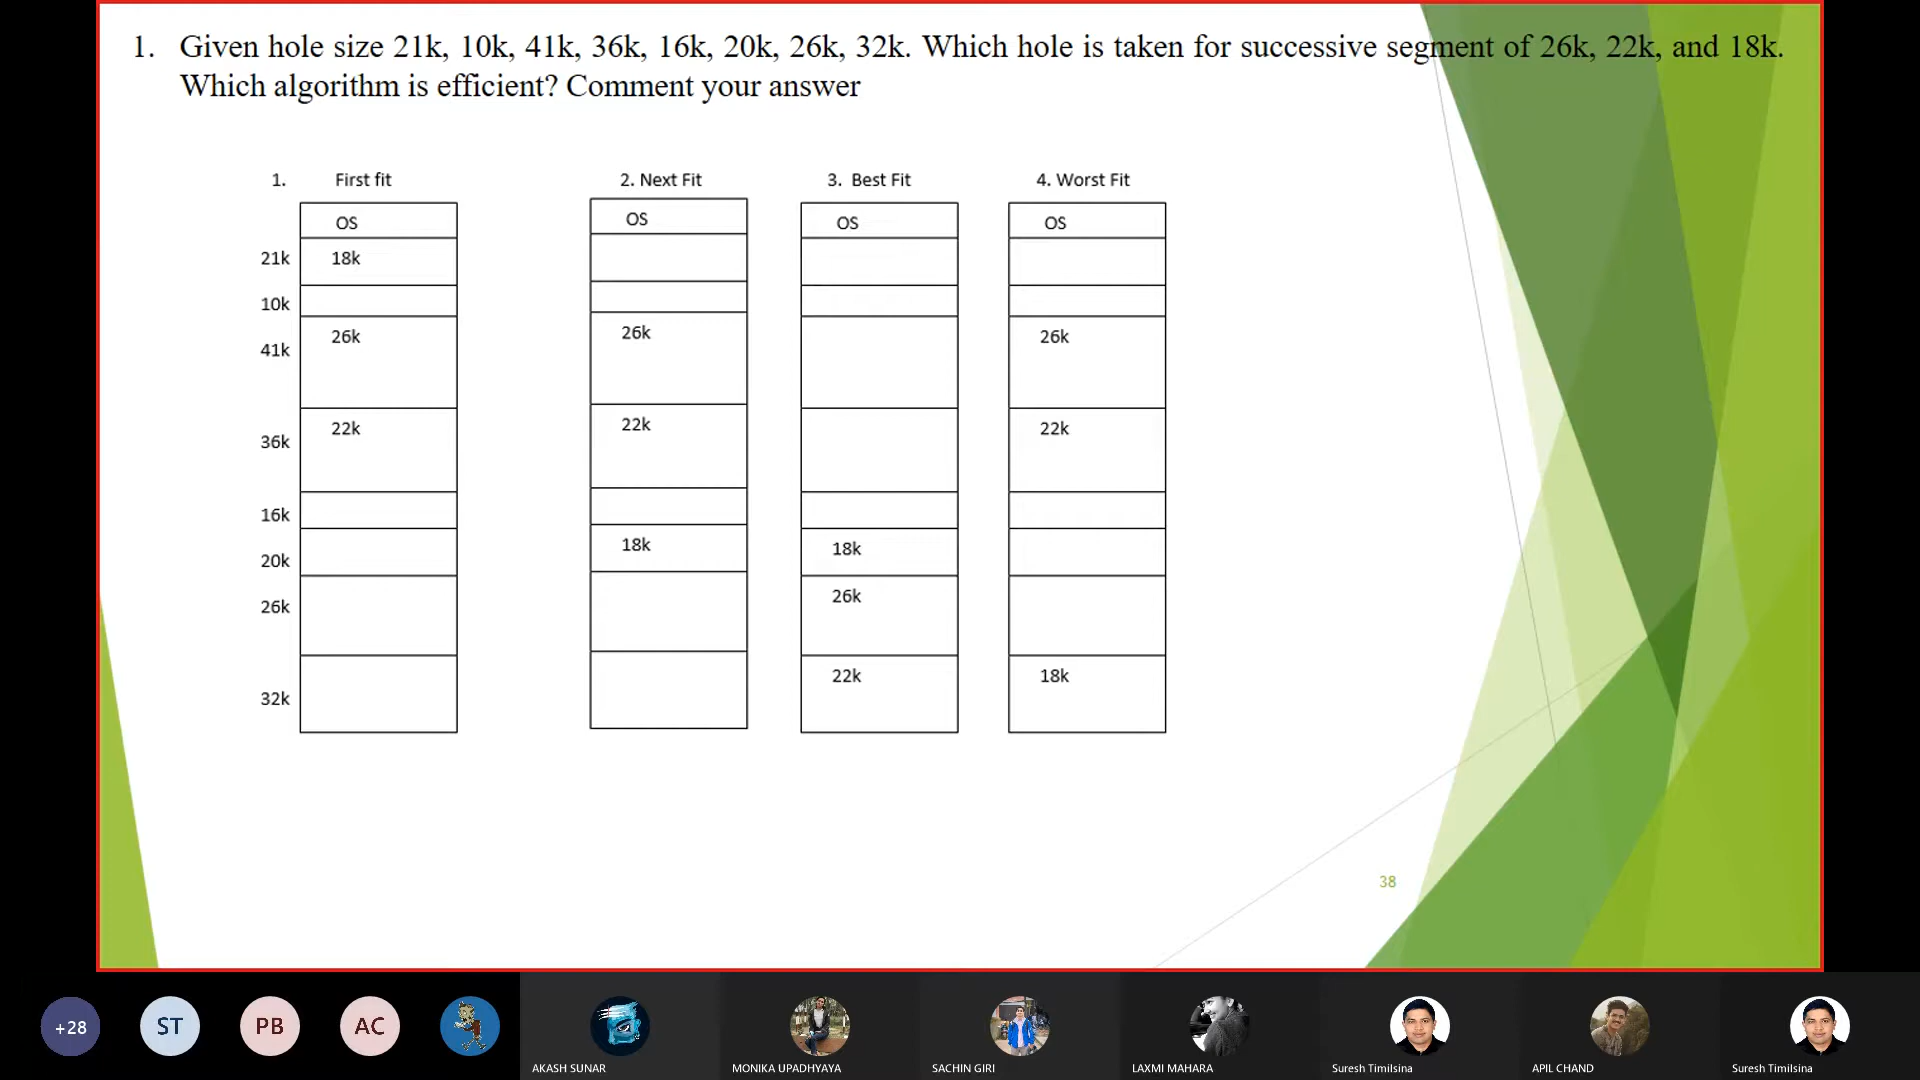 1. Given hole size 21k, 10k, 41k, 36k, 16k, 20k, 26k, 32k. Which hole is taken for successive segment of 26k, 22k, and 18k.
Which algorithm is efficient? Comment your answer
1. First fit
2. Next Fit
3. Best Fit
4. Worst Fit
OS
OS
OS
OS
21k 18k
10k
41k 26k 26k 26k
36k 22k 22k 22k
16k
20k 18k 18k
26k 26k
32k 22k 18k
38
+28
ST
PB
AC
AKASH SUNAR
MONIKA UPADHYAYA
SACHIN GIRI
LAXMI MAHARA
Suresh Timilsina
APIL CHAND
Suresh Timilsina